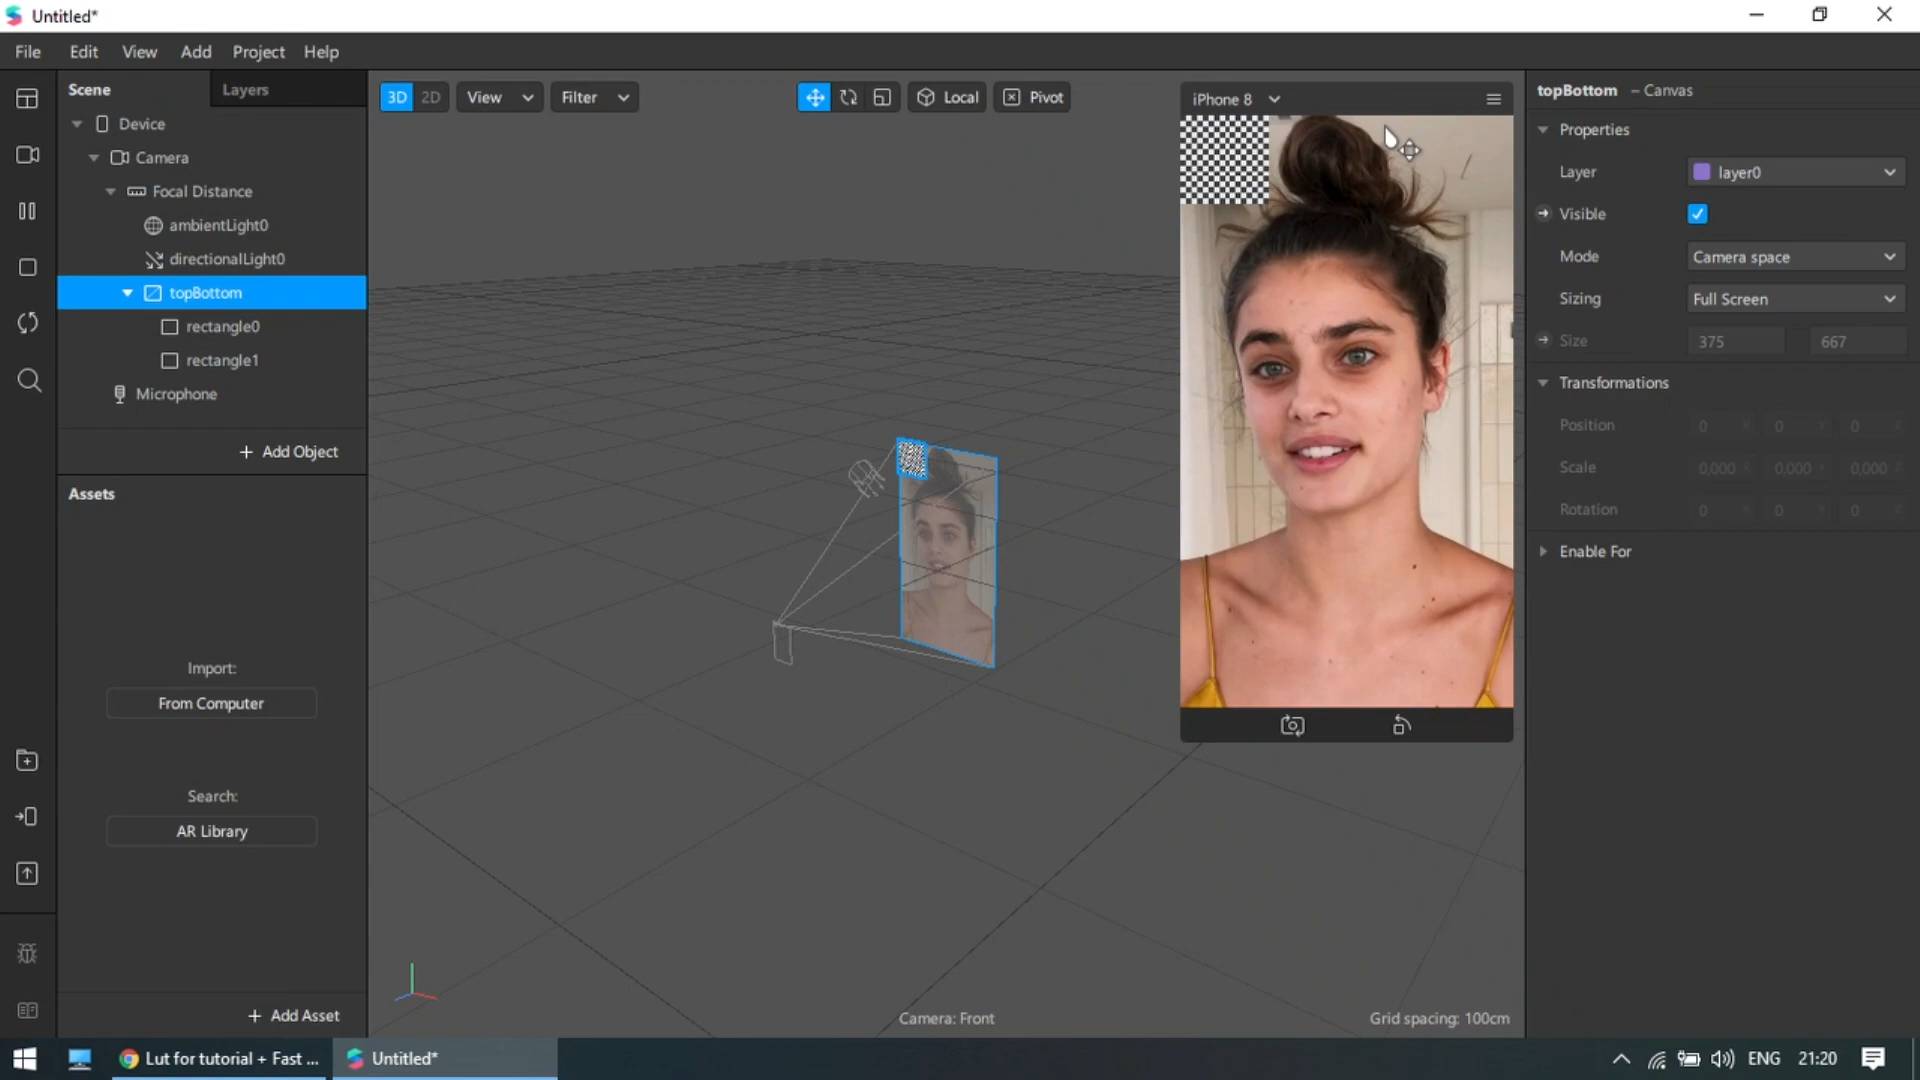 Untitled*
File Edit View Add Project Help
Scene Layers
Device
Camera
Focal Distance
ambientLight0
directionalLight0
topBottom
rectangle0
rectangle1
Microphone
+ Add Object
Assets
Import:
From Computer
Search:
AR Library
+ Add Asset
3D 2D View Filter Local Pivot
iPhone 8
Camera: Front
Grid spacing: 100cm
topBottom – Canvas
Properties
Layer layer0
Visible
Mode Camera space
Sizing Full Screen
Size 375 667
Transformations
Position 0 X 0 Y 0 Z
Scale 0,000 X 0,000 Y 0,000 Z
Rotation 0 X 0 Y 0 Z
Enable For
Lut for tutorial + Fast ... Untitled* ENG 21:20